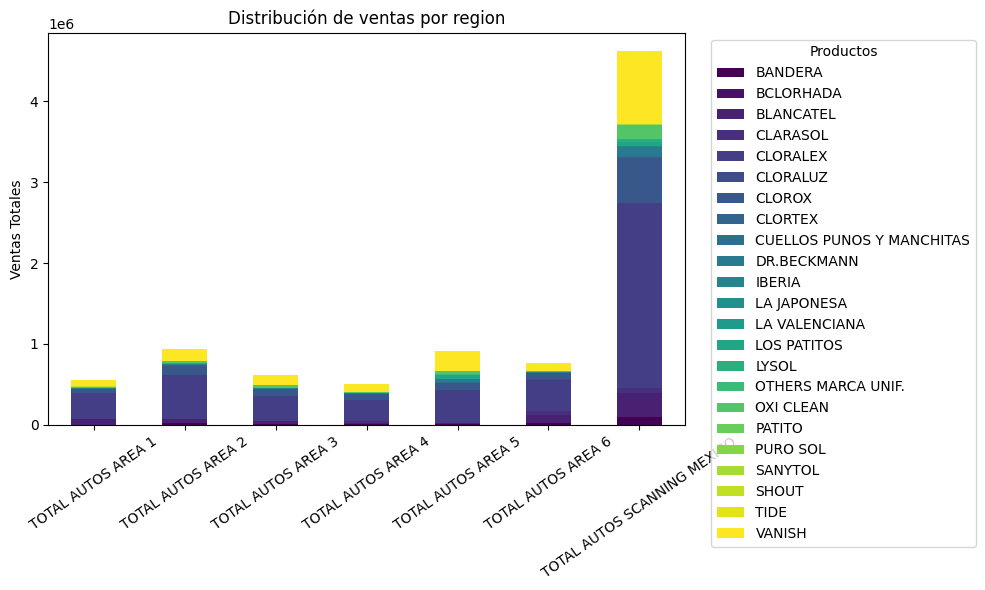 Distribución de ventas por region
1e6
Ventas Totales
4
3
2
1
0
TOTAL AUTOS AREA 1
TOTAL AUTOS AREA 2
TOTAL AUTOS AREA 3
TOTAL AUTOS AREA 4
TOTAL AUTOS AREA 5
TOTAL AUTOS AREA 6
TOTAL AUTOS SCANNING MEXICO
Productos
BANDERA
BCLORHADA
BLANCATEL
CLARASOL
CLORALEX
CLORALUZ
CLOROX
CLORTEX
CUELLOS PUNOS Y MANCHITAS
DR.BECKMANN
IBERIA
LA JAPONESA
LA VALENCIANA
LOS PATITOS
LYSOL
OTHERS MARCA UNIF.
OXI CLEAN
PATITO
PURO SOL
SANYTOL
SHOUT
TIDE
VANISH